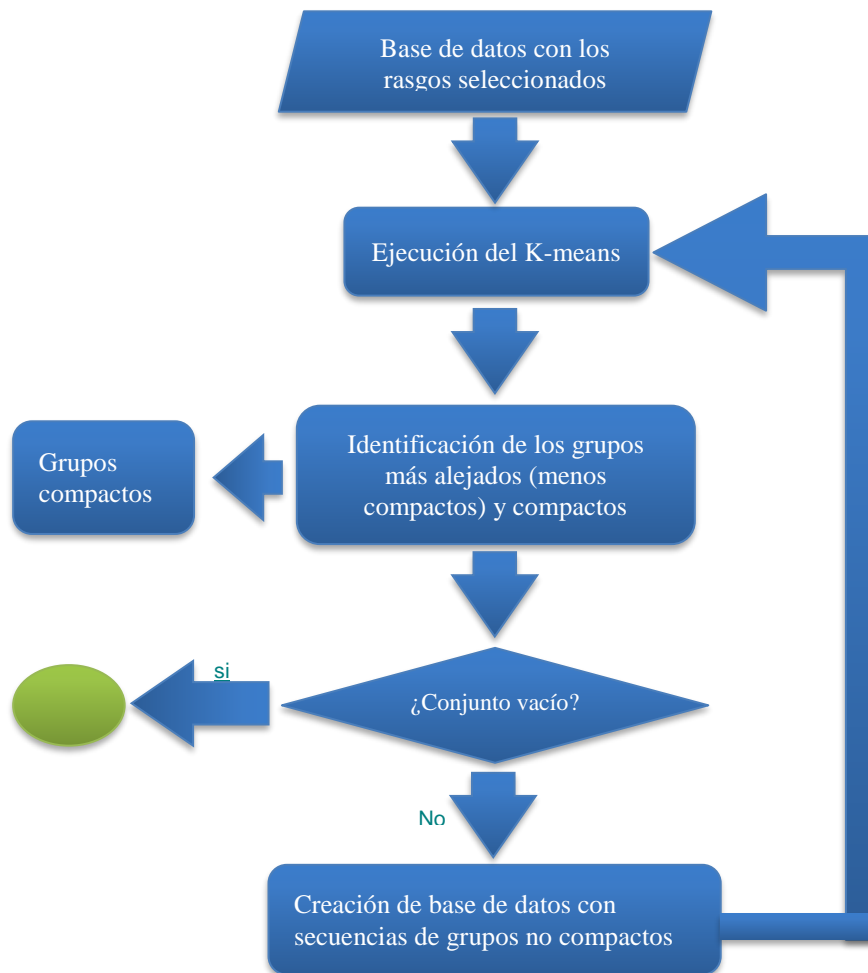 Base de datos con los
rasgos seleccionados
Ejecución del K-means
Identificación de los grupos
más alejados (menos
compactos) y compactos
Grupos
compactos
si
¿Conjunto vacío?
No
Creación de base de datos con
secuencias de grupos no compactos